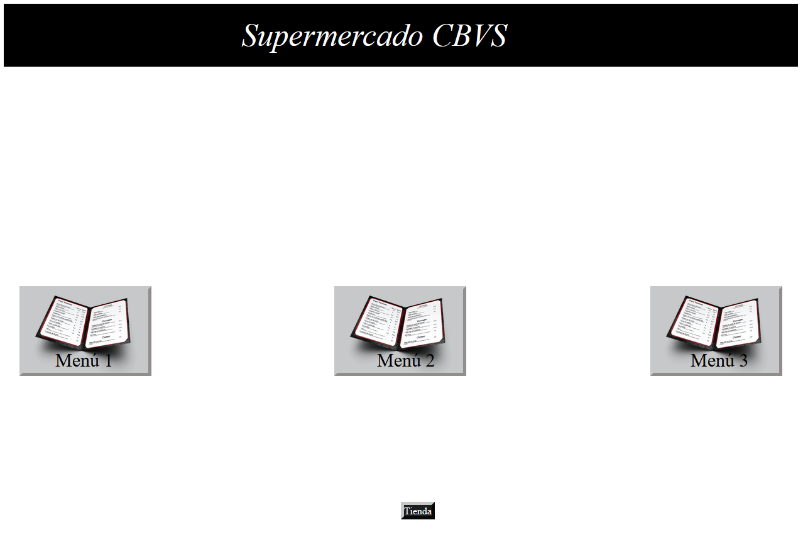 Supermercado CBVS
Menú 1
Menú 2
Menú 3
Tienda